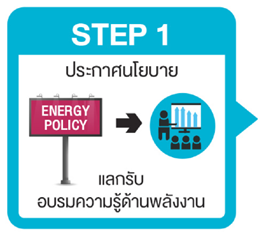 STEP 1
ประกาศนโยบาย
ENERGY
POLICY
แลกรับ
อบรมความรู้ด้านพลังงาน